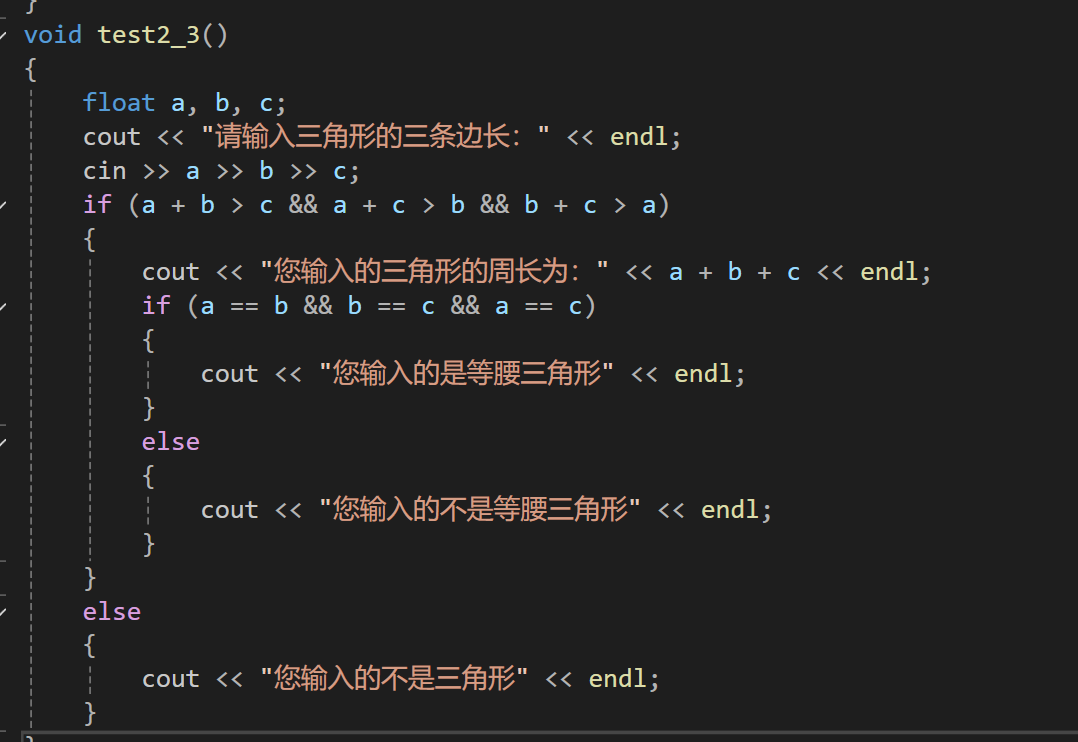 }
void test2_3()
{
float a, b, c;
cout << "请输入三角形的三条边长：" << endl;
cin >> a >> b >> c;
if (a + b > c && a + c > b && b + c > a)
{
cout << "您输入的三角形的周长为：" << a + b + c << endl;
if (a == b && b == c && a == c)
{
cout << "您输入的是等腰三角形" << endl;
}
else
{
cout << "您输入的不是等腰三角形" << endl;
}
}
else
{
cout << "您输入的不是三角形" << endl;
}
}